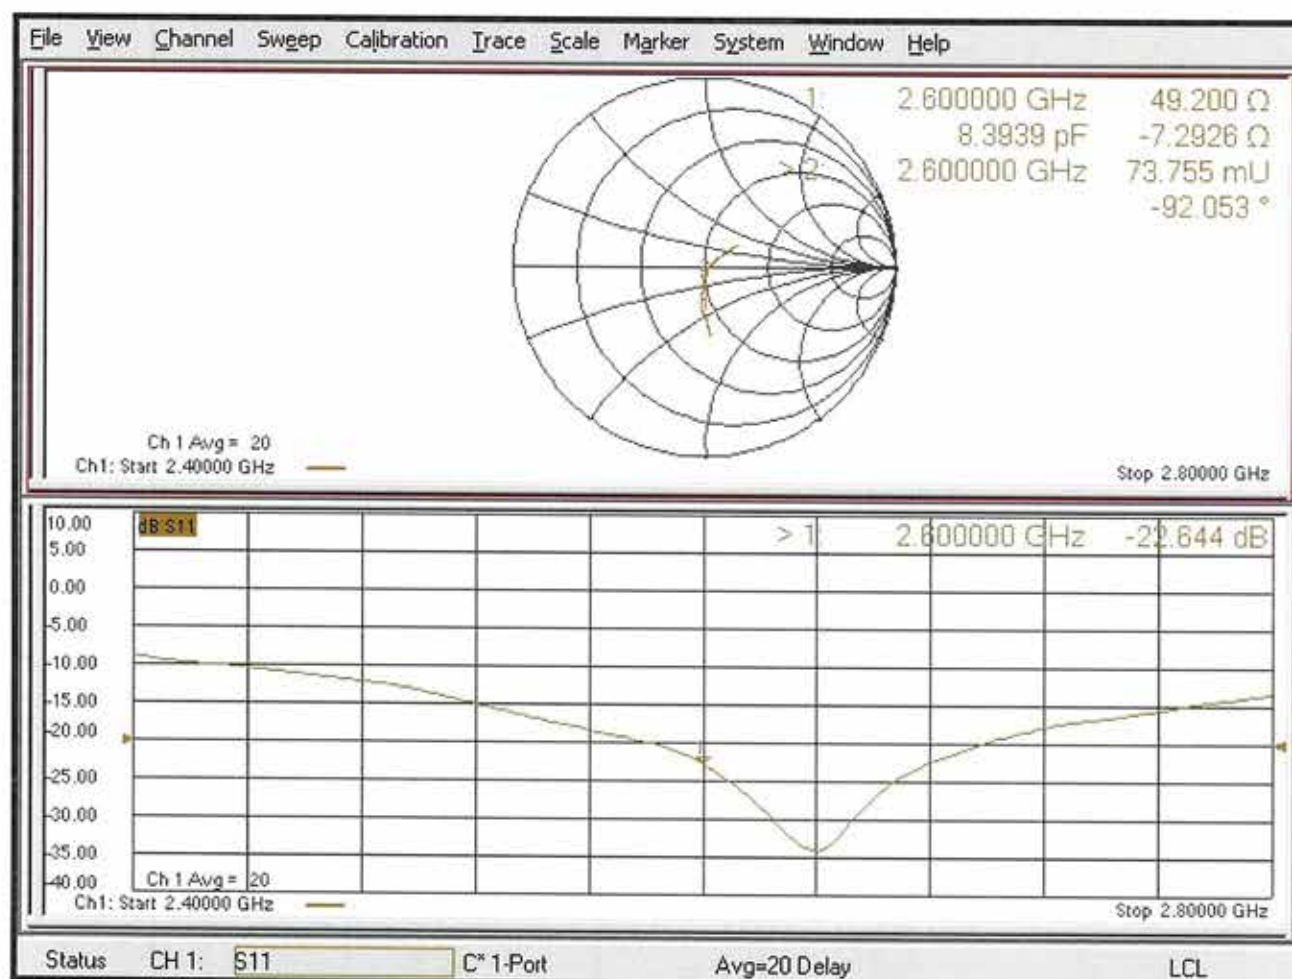 File View Channel Sweep Calibration Trace Scale Marker System Window Help
1: 2.600000 GHz 49.200 Ω
8.3939 pF -7.2926 Ω
> 2: 2.600000 GHz 73.755 mU
-92.053 °
Ch 1 Avg = 20
Ch1: Start 2.40000 GHz
Stop 2.80000 GHz
dB S11
> 1: 2.600000 GHz -22.644 dB
10.00
5.00
0.00
-5.00
-10.00
-15.00
-20.00
-25.00
-30.00
-35.00
-40.00
Ch 1 Avg = 20
Ch1: Start 2.40000 GHz
Stop 2.80000 GHz
Status CH 1: S11 C* 1-Port Avg=20 Delay LCL